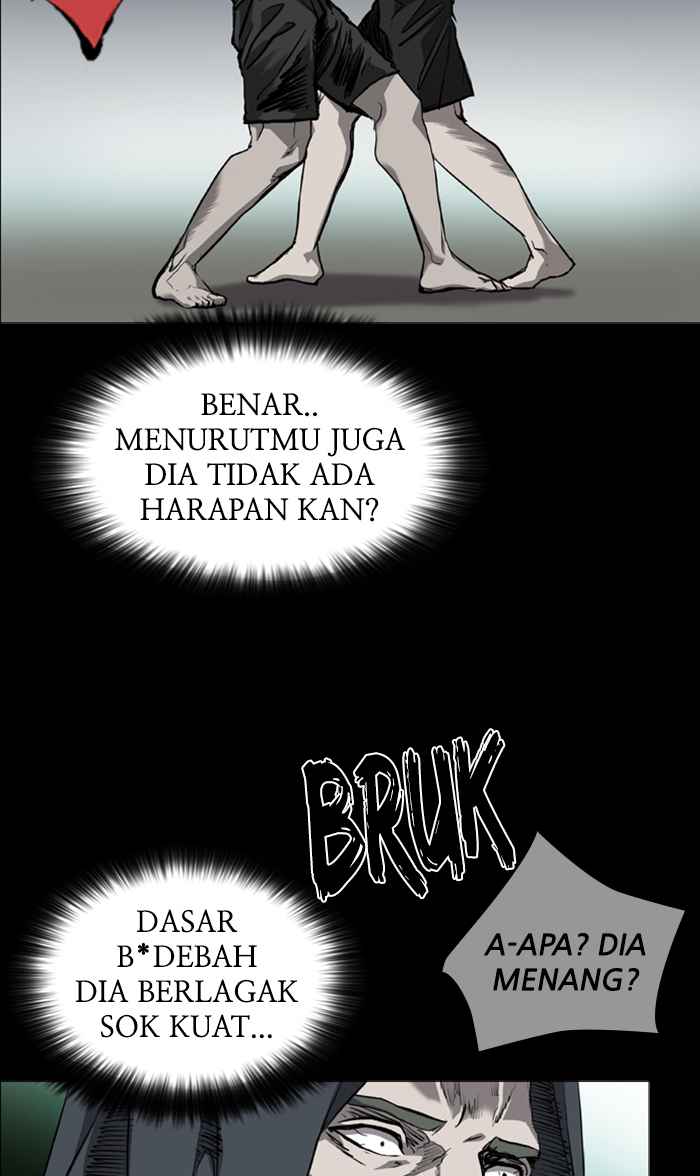 BENAR..
MENURUTMU JUGA
DIA TIDAK ADA
HARAPAN KAN?
BRUK
A-APA? DIA
MENANG?
DASAR
B*DEBAH
DIA BERLAGAK
SOK KUAT...